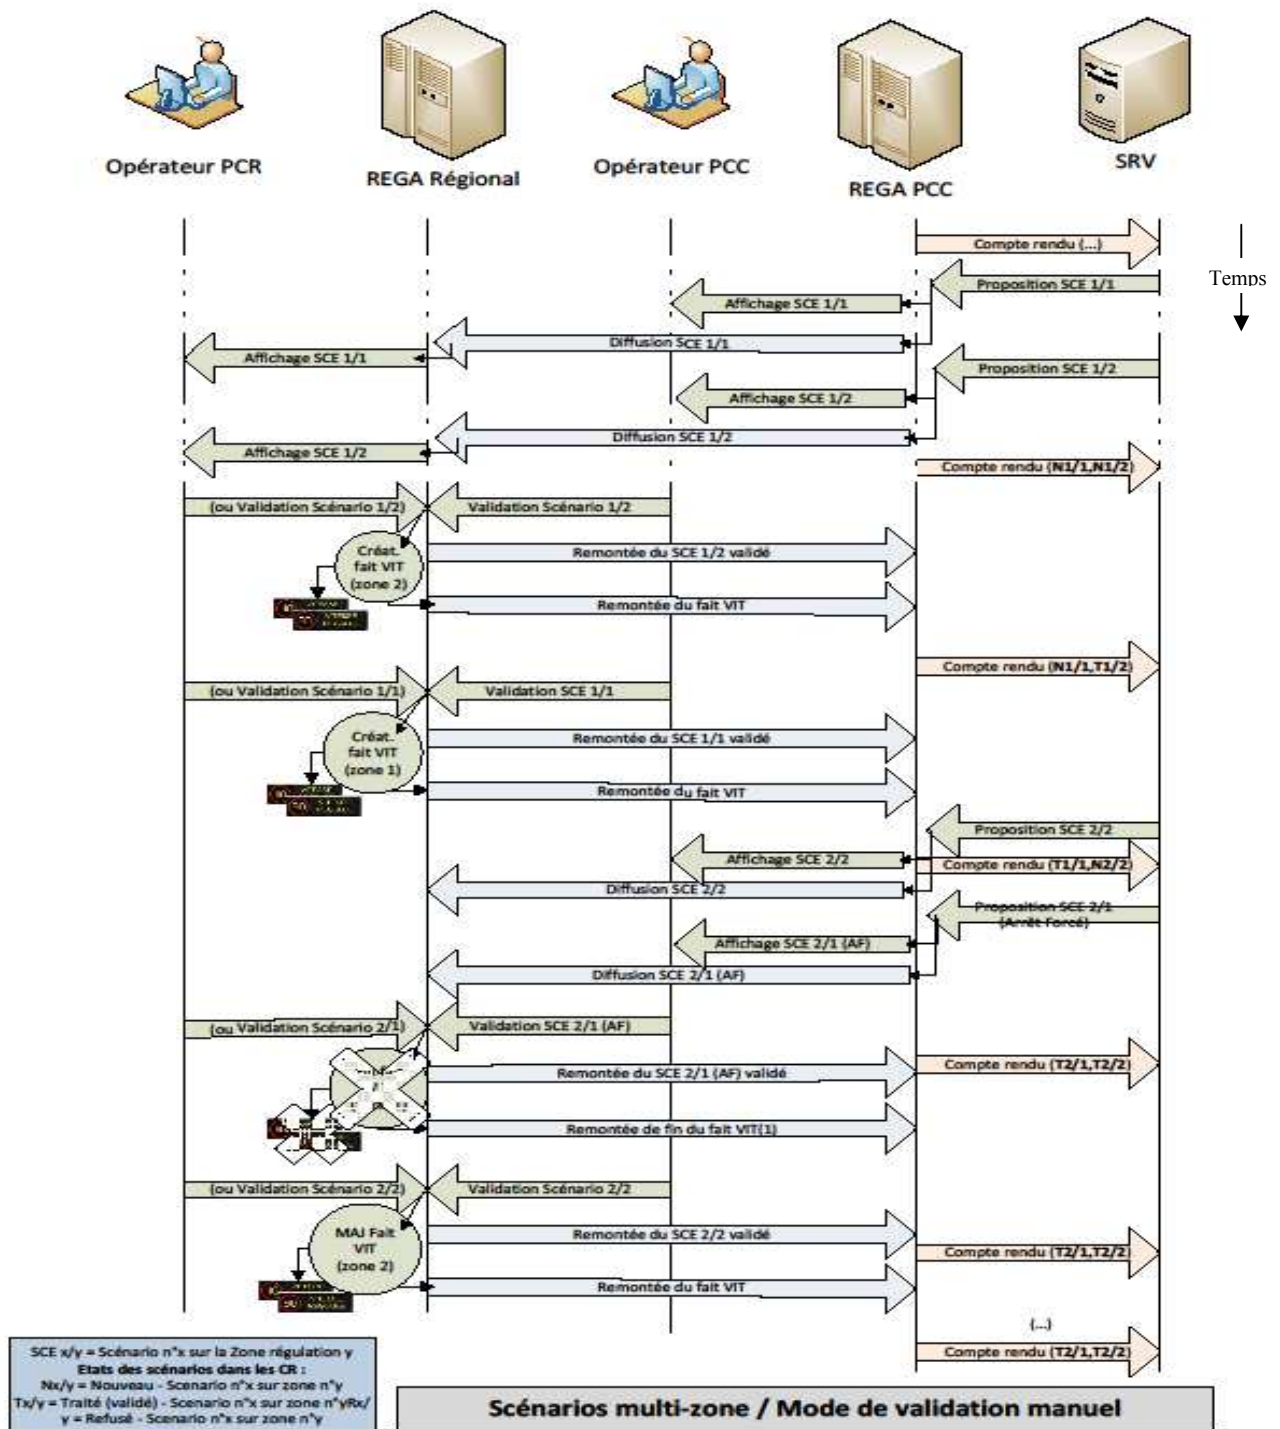 Opérateur PCR
REGA Régional
Opérateur PCC
REGA PCC
SRV
Temps
Compte rendu (...)
Proposition SCE 1/1
Affichage SCE 1/1
Diffusion SCE 1/1
Affichage SCE 1/1
Proposition SCE 1/2
Affichage SCE 1/2
Diffusion SCE 1/2
Affichage SCE 1/2
Compte rendu (N1/1,N1/2)
(ou Validation Scénario 1/2)
Validation Scénario 1/2
Créat.
fait VIT
(zone 2)
Remontée du SCE 1/2 validé
Remontée du fait VIT
Compte rendu (N1/1,T1/2)
(ou Validation Scénario 1/1)
Validation SCE 1/1
Créat.
fait VIT
(zone 1)
Remontée du SCE 1/1 validé
Remontée du fait VIT
Proposition SCE 2/2
Affichage SCE 2/2
Compte rendu (T1/1,N2/2)
Diffusion SCE 2/2
Proposition SCE 2/1
(Arrêt Forcé)
Affichage SCE 2/1 (AF)
Diffusion SCE 2/1 (AF)
(ou Validation Scénario 2/1)
Validation SCE 2/1 (AF)
Compte rendu (T2/1,T2/2)
Remontée du SCE 2/1 (AF) validé
Remontée de fin du fait VIT(1)
(ou Validation Scénario 2/2)
Validation Scénario 2/2
MAJ Fait
VIT
(zone 2)
Remontée du SCE 2/2 validé
Compte rendu (T2/1,T2/2)
Remontée du fait VIT
(...)
Compte rendu (T2/1,T2/2)
SCE x/y = Scénario n°x sur la Zone régulation y
Etats des scénarios dans les CR :
Nx/y = Nouveau - Scenario n°x sur zone n°y
Tx/y = Traité (validé) - Scenario n°x sur zone n°yRx/
y = Refusé - Scenario n°x sur zone n°y
Scénarios multi-zone / Mode de validation manuel